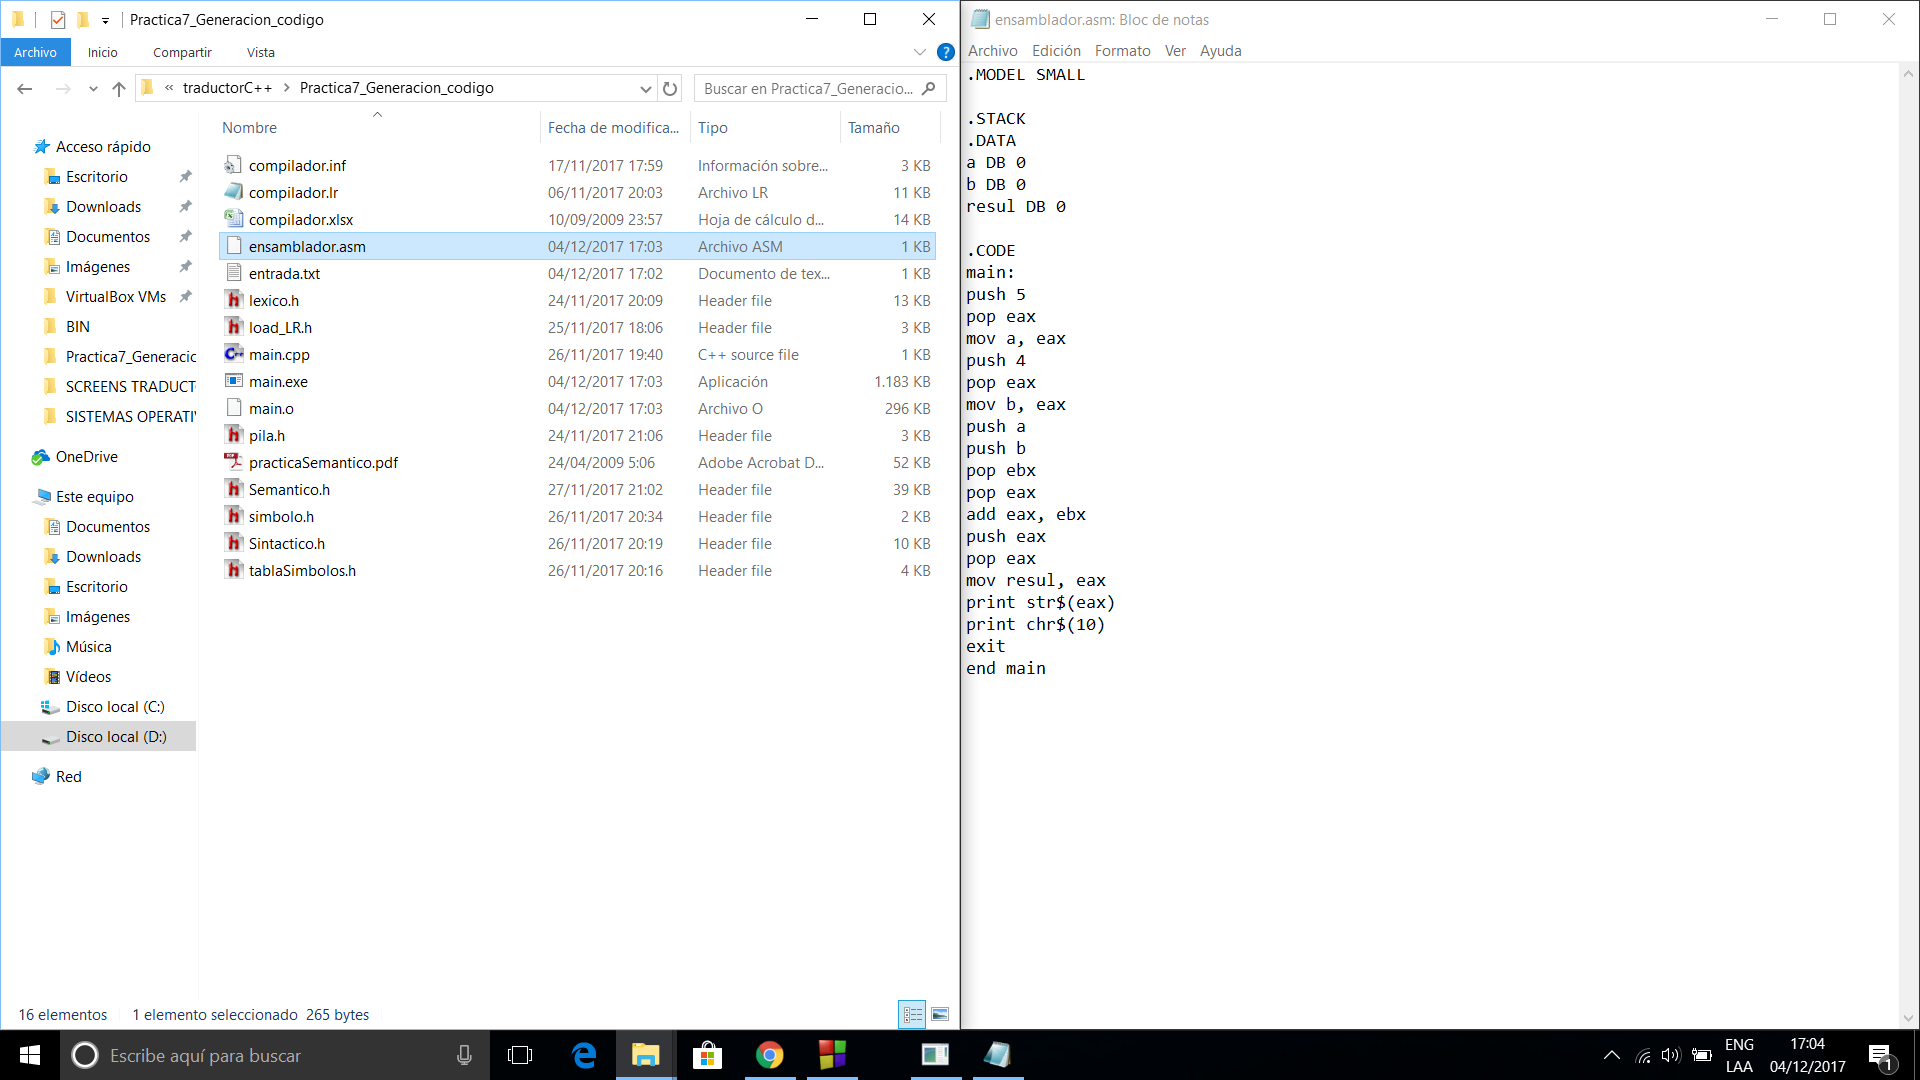 Practica7_Generacion_codigo
Archivo
Inicio
Compartir
Vista
?
« traductorC++ > Practica7_Generacion_codigo
Buscar en Practica7_Generacio...
Nombre
Fecha de modifica...
Tipo
Tamaño
Acceso rápido
Escritorio
Downloads
Documentos
Imágenes
VirtualBox VMs
BIN
Practica7_Generacic
SCREENS TRADUCT
SISTEMAS OPERATI
OneDrive
Este equipo
Documentos
Downloads
Escritorio
Imágenes
Música
Vídeos
Disco local (C:)
Disco local (D:)
Red
compilador.inf 17/11/2017 17:59 Información sobre... 3 KB
compilador.lr 06/11/2017 20:03 Archivo LR 11 KB
compilador.xlsx 10/09/2009 23:57 Hoja de cálculo d... 14 KB
ensamblador.asm 04/12/2017 17:03 Archivo ASM 1 KB
entrada.txt 04/12/2017 17:02 Documento de tex... 1 KB
lexico.h 24/11/2017 20:09 Header file 13 KB
load_LR.h 25/11/2017 18:06 Header file 3 KB
main.cpp 26/11/2017 19:40 C++ source file 1 KB
main.exe 04/12/2017 17:03 Aplicación 1.183 KB
main.o 04/12/2017 17:03 Archivo O 296 KB
pila.h 24/11/2017 21:06 Header file 3 KB
practicaSemantico.pdf 24/04/2009 5:06 Adobe Acrobat D... 52 KB
Semantico.h 27/11/2017 21:02 Header file 39 KB
simbolo.h 26/11/2017 20:34 Header file 2 KB
Sintactico.h 26/11/2017 20:19 Header file 10 KB
tablaSimbolos.h 26/11/2017 20:16 Header file 4 KB
16 elementos 1 elemento seleccionado 265 bytes
ensamblador.asm: Bloc de notas
Archivo Edición Formato Ver Ayuda
.MODEL SMALL
.STACK
.DATA
a DB 0
b DB 0
resul DB 0
.CODE
main:
push 5
pop eax
mov a, eax
push 4
pop eax
mov b, eax
push a
push b
pop ebx
pop eax
add eax, ebx
push eax
pop eax
mov resul, eax
print str$(eax)
print chr$(10)
exit
end main
Escribe aquí para buscar
ENG
LAA
17:04
04/12/2017
1